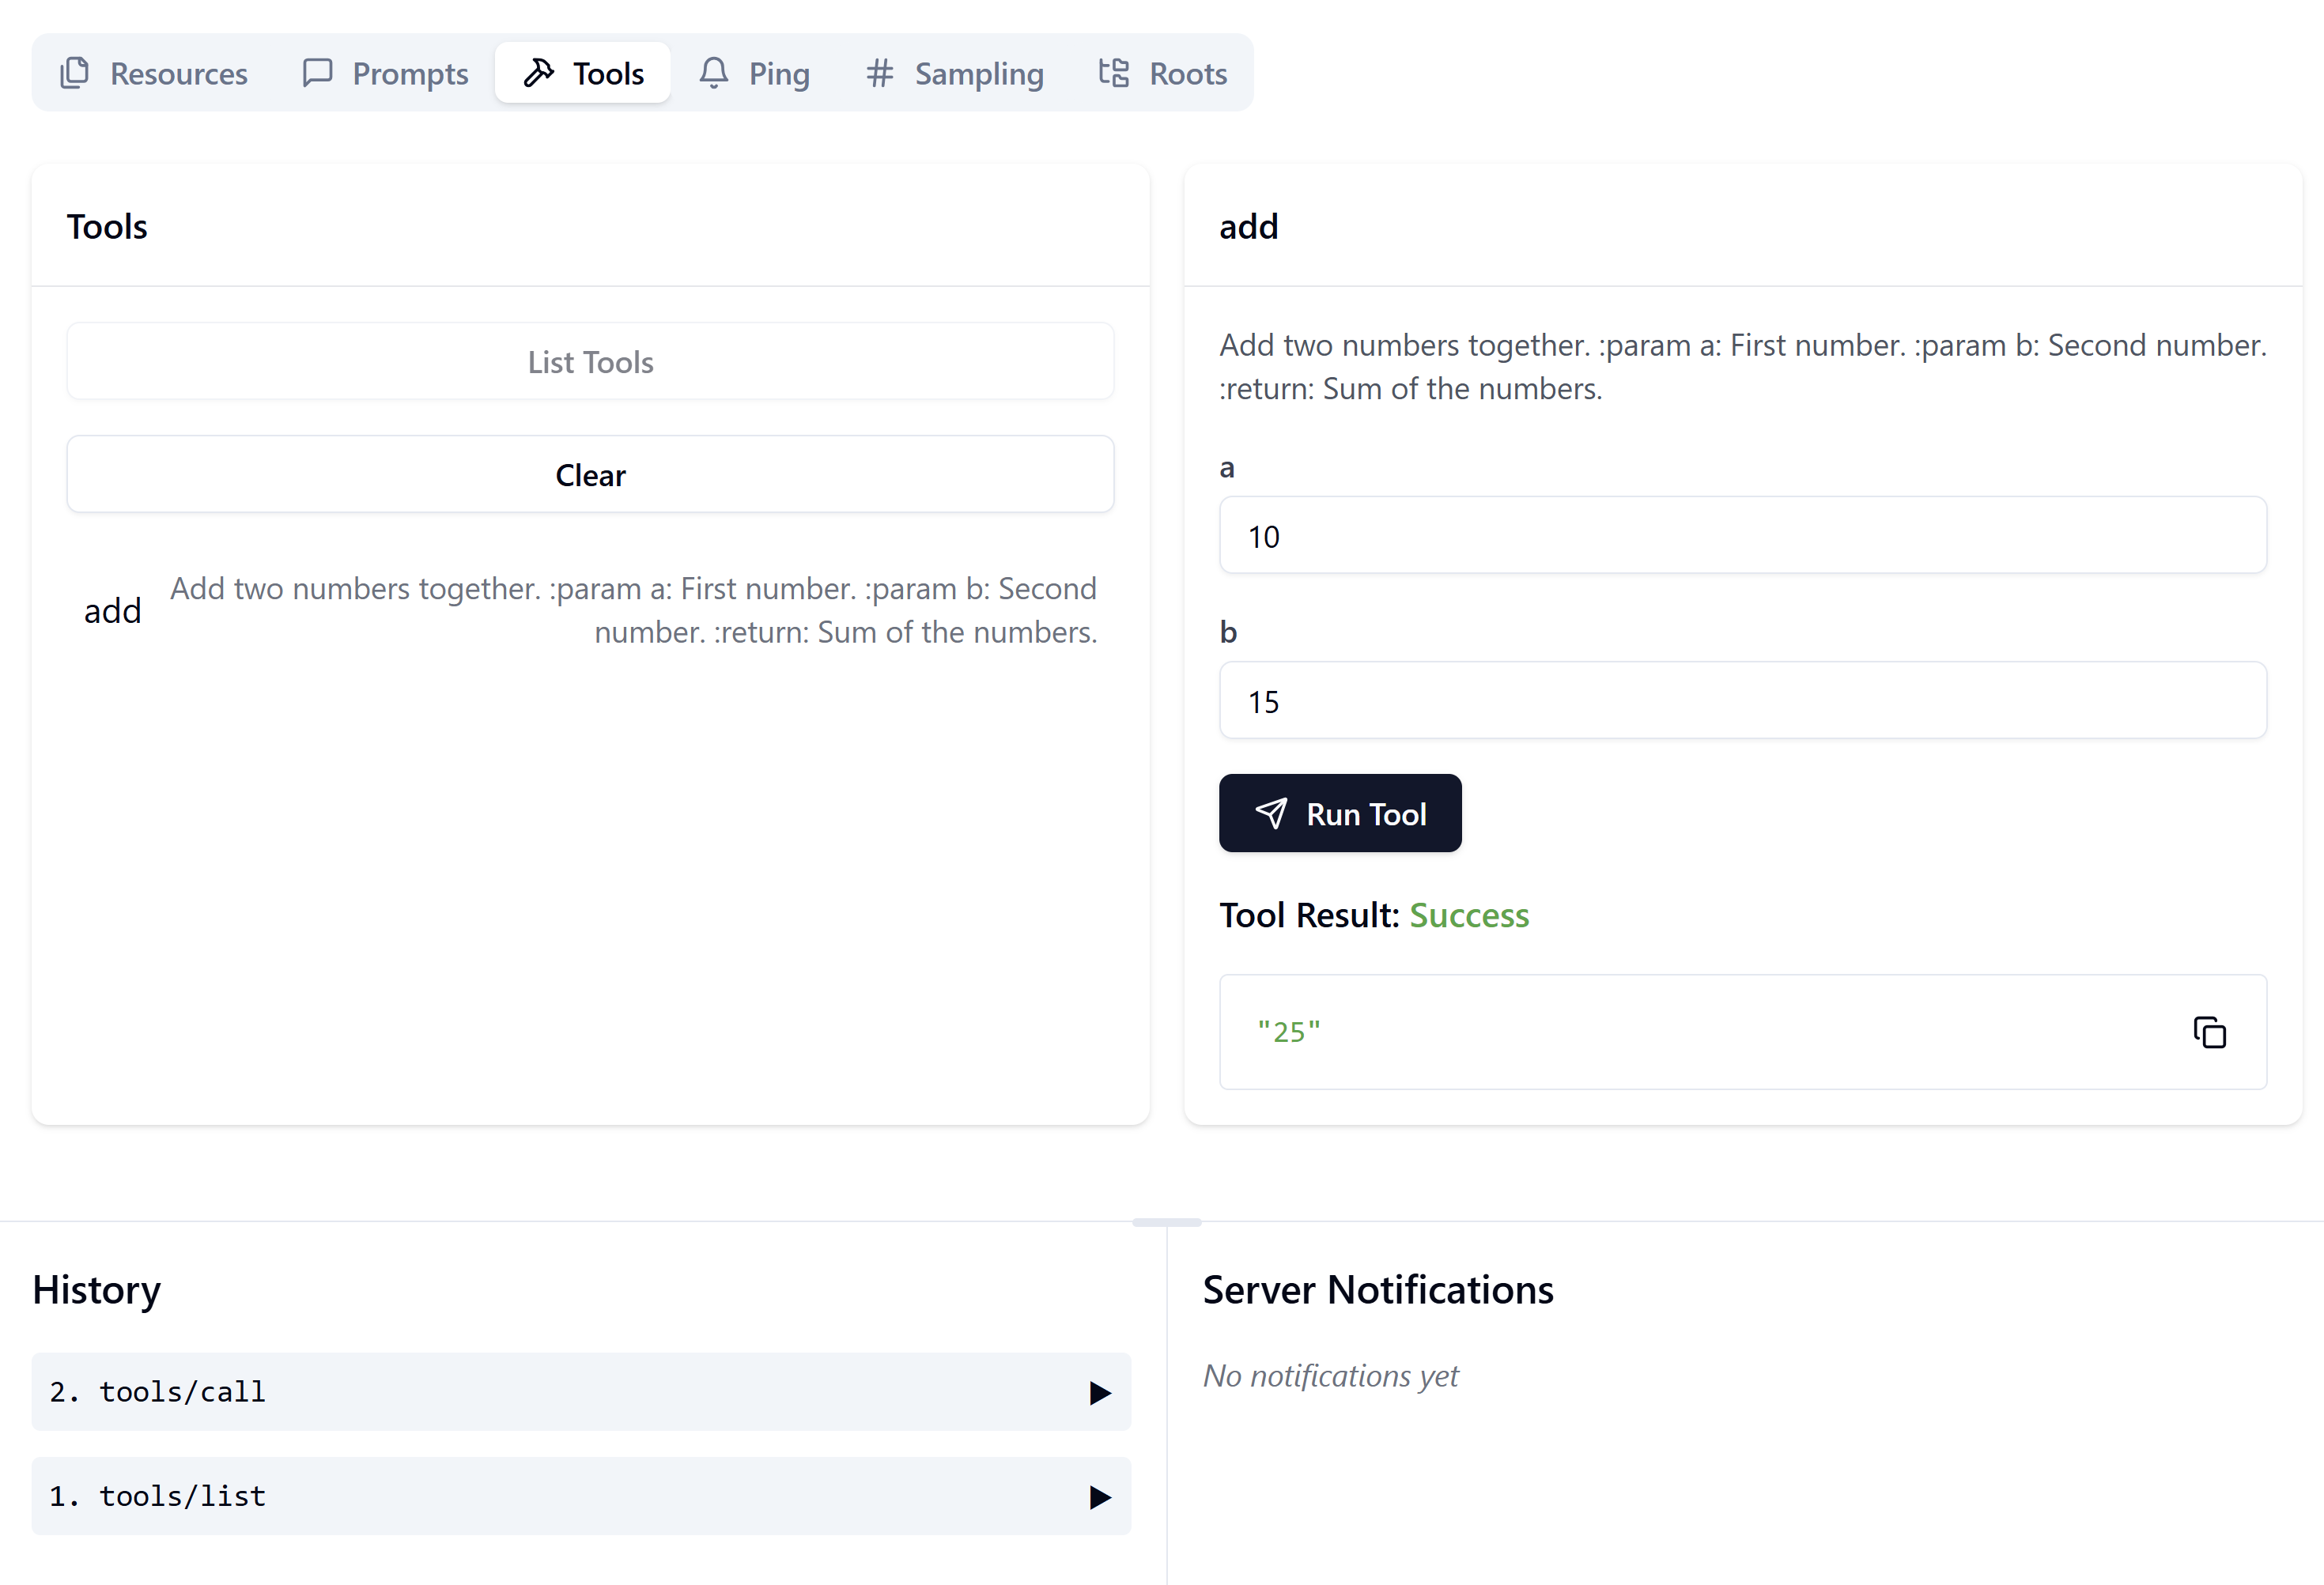 Resources Prompts Tools Ping Sampling Roots
Tools
List Tools
Clear
add
Add two numbers together. :param a: First number. :param b: Second
number. :return: Sum of the numbers.
add
Add two numbers together. :param a: First number. :param b: Second number.
:return: Sum of the numbers.
a
10
b
15
Run Tool
Tool Result: Success
"25"
History
2. tools/call
1. tools/list
Server Notifications
No notifications yet